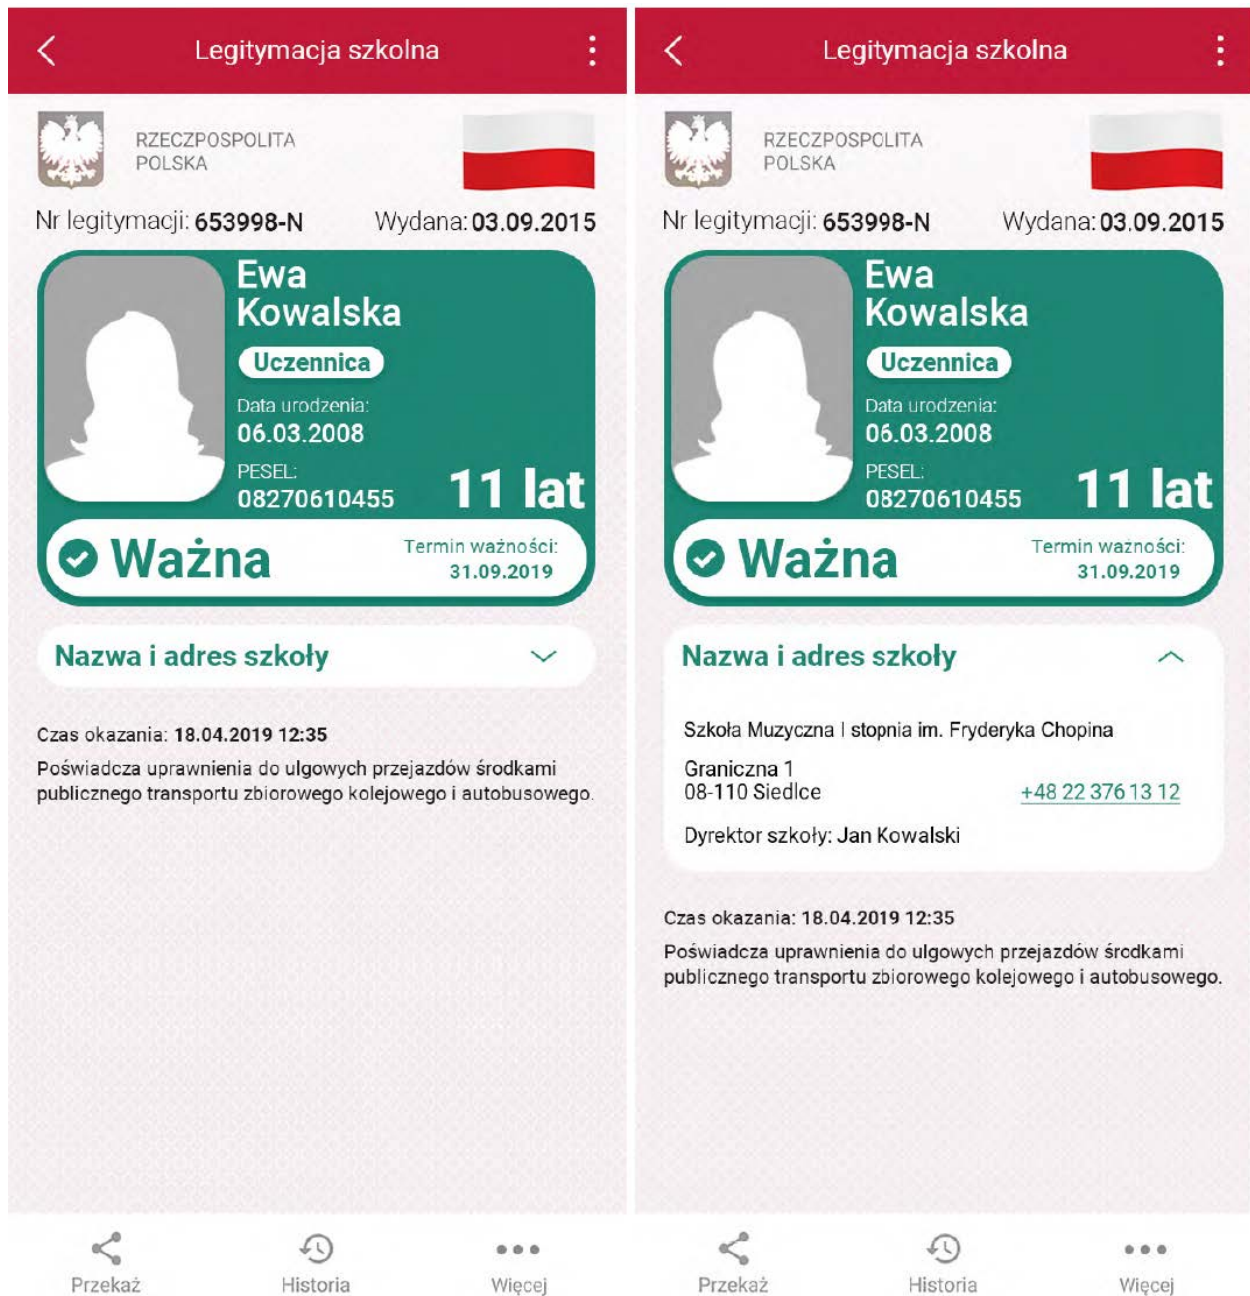 Legitymacja szkolna
RZECZPOSPOLITA
POLSKA
Nr legitymacji: 653998-N Wydana: 03.09.2015
Ewa
Kowalska
Uczennica
Data urodzenia:
06.03.2008
PESEL:
08270610455
11 lat
Ważna
Termin ważności:
31.09.2019
Nazwa i adres szkoły
Czas okazania: 18.04.2019 12:35
Poświadcza uprawnienia do ulgowych przejazdów środkami
publicznego transportu zbiorowego kolejowego i autobusowego.
Przekaż Historia Więcej
Legitymacja szkolna
RZECZPOSPOLITA
POLSKA
Nr legitymacji: 653998-N Wydana: 03.09.2015
Ewa
Kowalska
Uczennica
Data urodzenia:
06.03.2008
PESEL:
08270610455
11 lat
Ważna
Termin ważności:
31.09.2019
Nazwa i adres szkoły
Szkoła Muzyczna I stopnia im. Fryderyka Chopina
Graniczna 1
08-110 Siedlce +48 22 376 13 12
Dyrektor szkoły: Jan Kowalski
Czas okazania: 18.04.2019 12:35
Poświadcza uprawnienia do ulgowych przejazdów środkami
publicznego transportu zbiorowego kolejowego i autobusowego.
Przekaż Historia Więcej